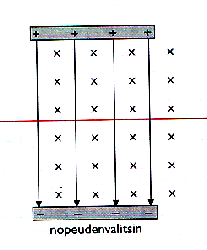 + + + +
× × × ×
× × × ×
× × × ×
× × × ×
× × × ×
× × × ×
− − − −
nopeudenvalitsin